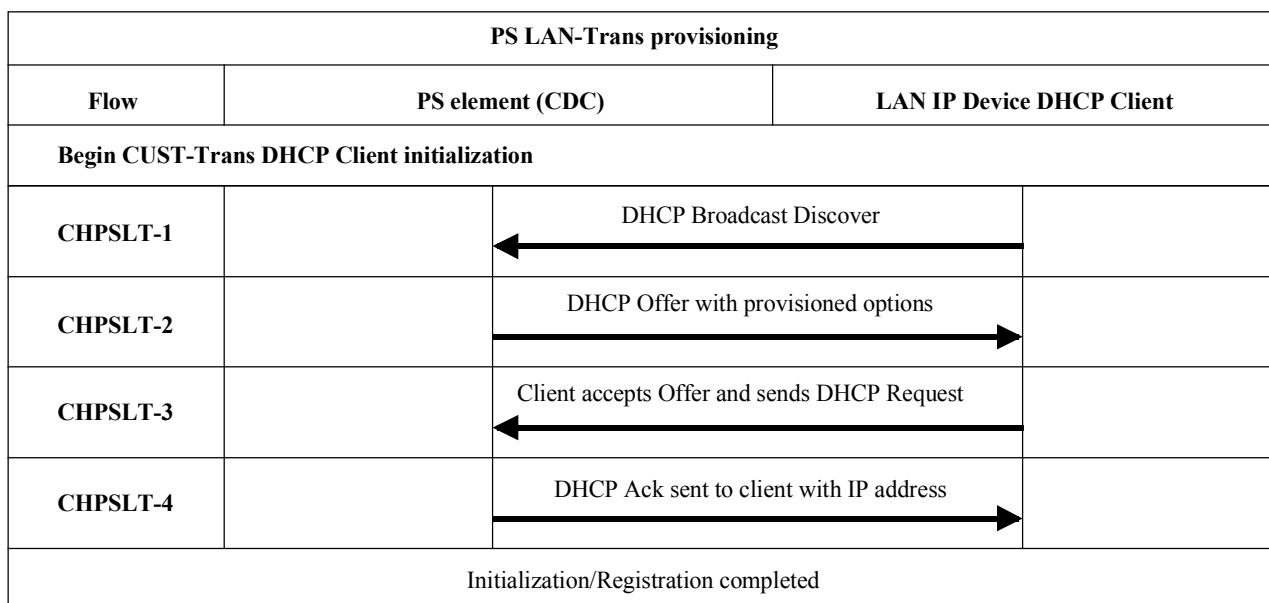 PS LAN-Trans provisioning
Flow
PS element (CDC)
LAN IP Device DHCP Client
Begin CUST-Trans DHCP Client initialization
CHPSLT-1
DHCP Broadcast Discover
CHPSLT-2
DHCP Offer with provisioned options
CHPSLT-3
Client accepts Offer and sends DHCP Request
CHPSLT-4
DHCP Ack sent to client with IP address
Initialization/Registration completed